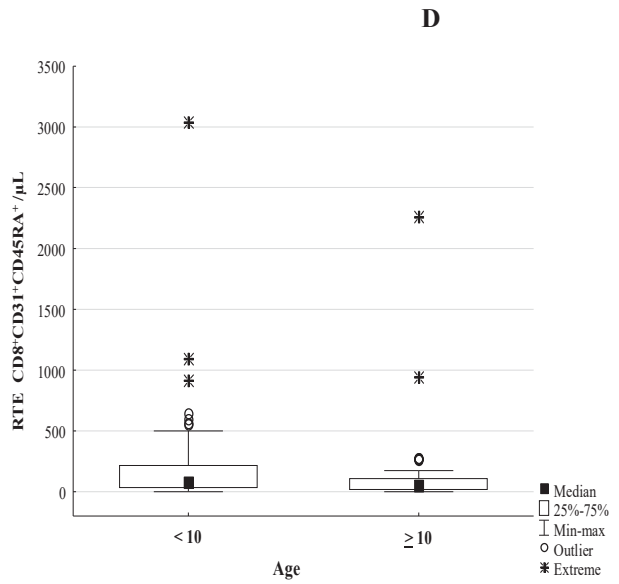 D
RTE CD8⁺CD31⁺CD45RA⁺ /µL
3500
3000
2500
2000
1500
1000
500
0
< 10
≥ 10
Age
Median
25%-75%
Min-max
Outlier
Extreme